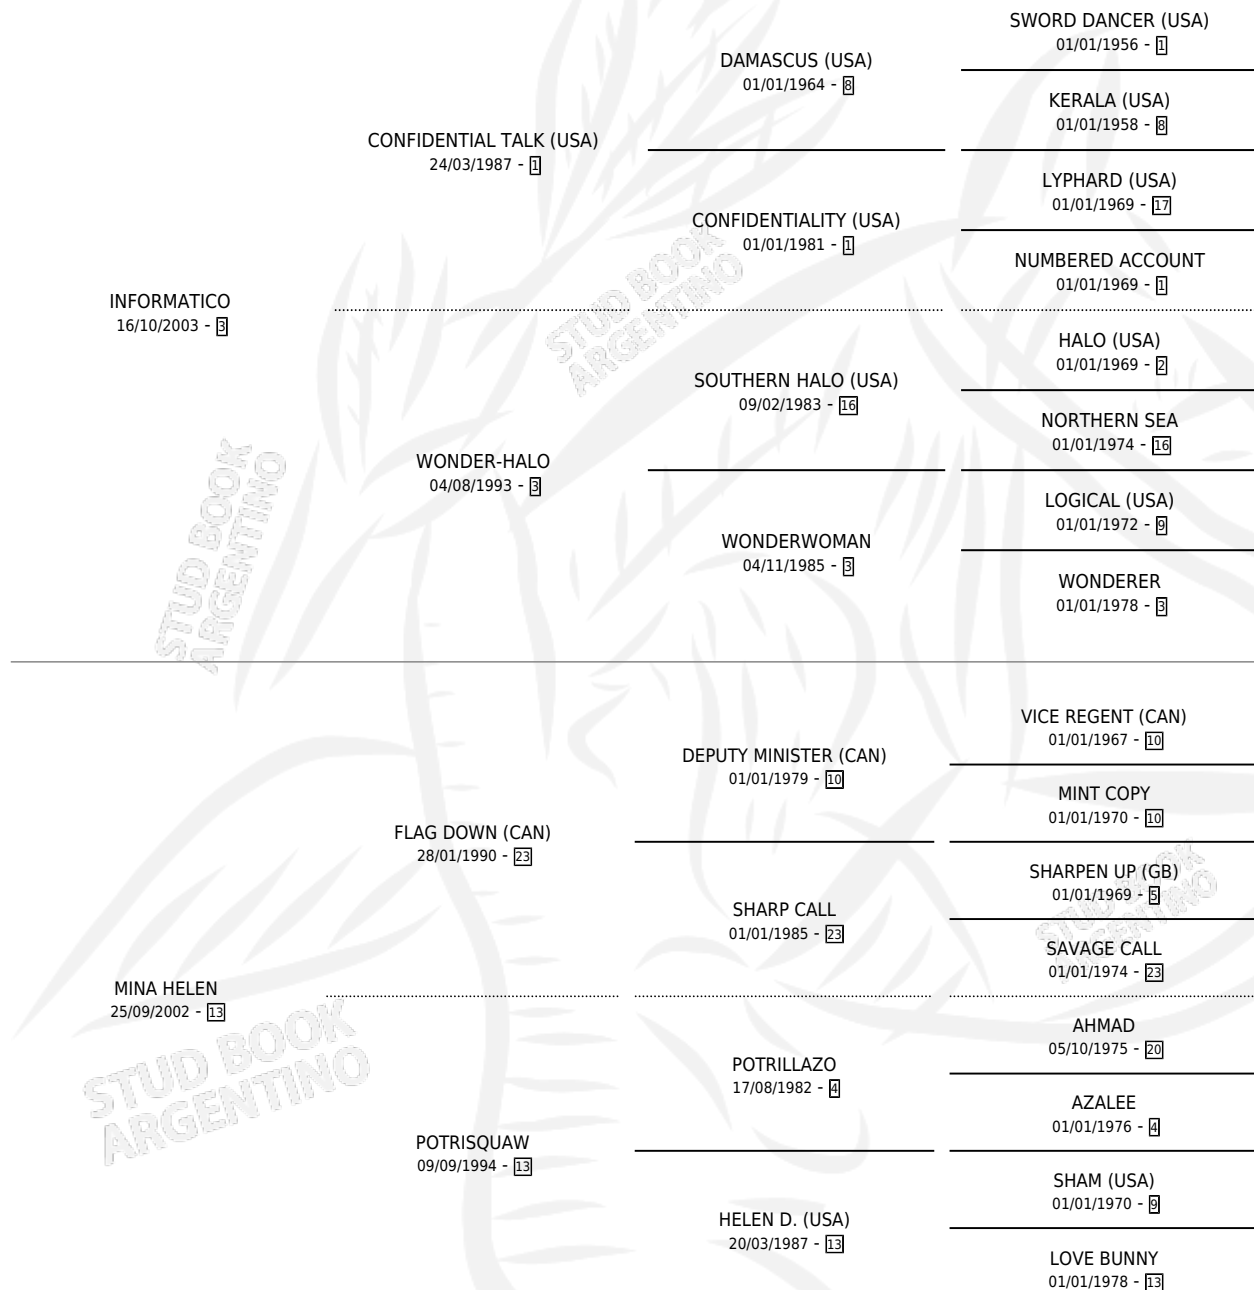 SWORD DANCER (USA)
01/01/1956 - 1
DAMASCUS (USA)
01/01/1964 - 8
KERALA (USA)
01/01/1958 - 8
CONFIDENTIAL TALK (USA)
24/03/1987 - 1
LYPHARD (USA)
01/01/1969 - 17
CONFIDENTIALITY (USA)
01/01/1981 - 1
NUMBERED ACCOUNT
01/01/1969 - 1
INFORMATICO
16/10/2003 - 3
HALO (USA)
01/01/1969 - 2
SOUTHERN HALO (USA)
09/02/1983 - 16
NORTHERN SEA
01/01/1974 - 16
WONDER-HALO
04/08/1993 - 3
LOGICAL (USA)
01/01/1972 - 9
WONDERWOMAN
04/11/1985 - 3
WONDERER
01/01/1978 - 3
VICE REGENT (CAN)
01/01/1967 - 10
DEPUTY MINISTER (CAN)
01/01/1979 - 10
MINT COPY
01/01/1970 - 10
FLAG DOWN (CAN)
28/01/1990 - 23
SHARPEN UP (GB)
01/01/1969 - 5
SHARP CALL
01/01/1985 - 23
SAVAGE CALL
01/01/1974 - 23
MINA HELEN
25/09/2002 - 13
AHMAD
05/10/1975 - 20
POTRILLAZO
17/08/1982 - 4
AZALEE
01/01/1976 - 4
POTRISQUAW
09/09/1994 - 13
SHAM (USA)
01/01/1970 - 9
HELEN D. (USA)
20/03/1987 - 13
LOVE BUNNY
01/01/1978 - 13
STUD BOOK
ARGENTINO
STUD BOOK
ARGENTINO
STUD BOOK
ARGENTINO
STUD BOOK
ARGENTINO